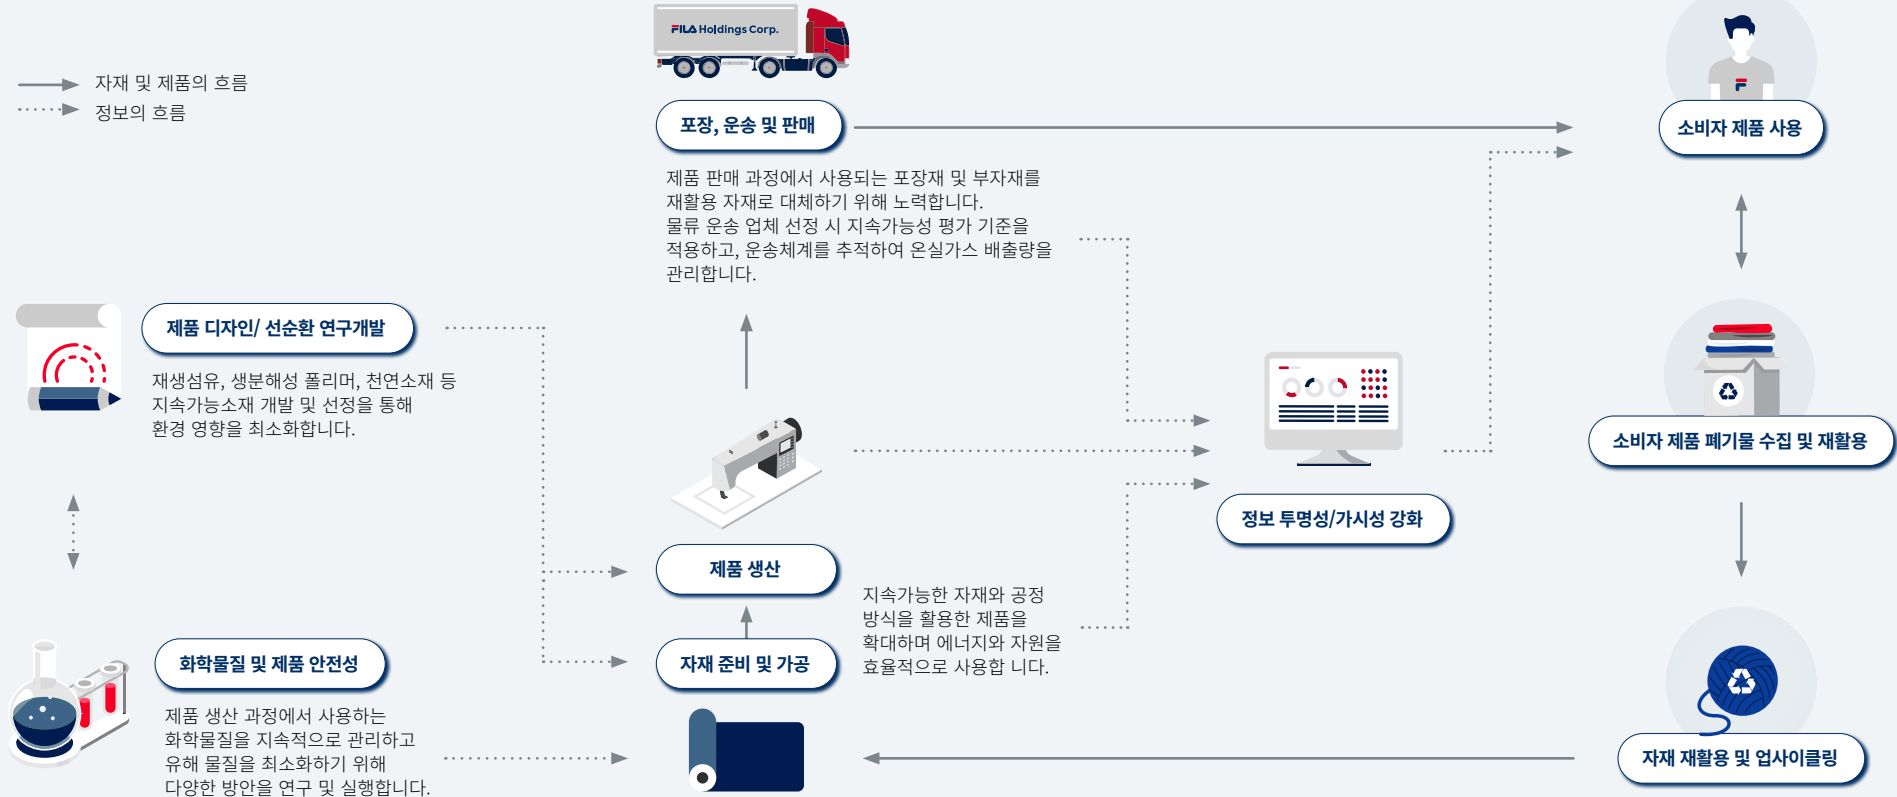 FILA Holdings Corp.
자재 및 제품의 흐름
정보의 흐름
포장, 운송 및 판매
제품 판매 과정에서 사용되는 포장재 및 부자재를
재활용 자재로 대체하기 위해 노력합니다.
물류 운송 업체 선정 시 지속가능성 평가 기준을
적용하고, 운송체계를 추적하여 온실가스 배출량을
관리합니다.
소비자 제품 사용
제품 디자인/ 선순환 연구개발
재생섬유, 생분해성 폴리머, 천연소재 등
지속가능소재 개발 및 선정을 통해
환경 영향을 최소화합니다.
소비자 제품 폐기물 수집 및 재활용
정보 투명성/가시성 강화
제품 생산
지속가능한 자재와 공정
방식을 활용한 제품을
확대하며 에너지와 자원을
효율적으로 사용합 니다.
화학물질 및 제품 안전성
제품 생산 과정에서 사용하는
화학물질을 지속적으로 관리하고
유해 물질을 최소화하기 위해
다양한 방안을 연구 및 실행합니다.
자재 준비 및 가공
자재 재활용 및 업사이클링